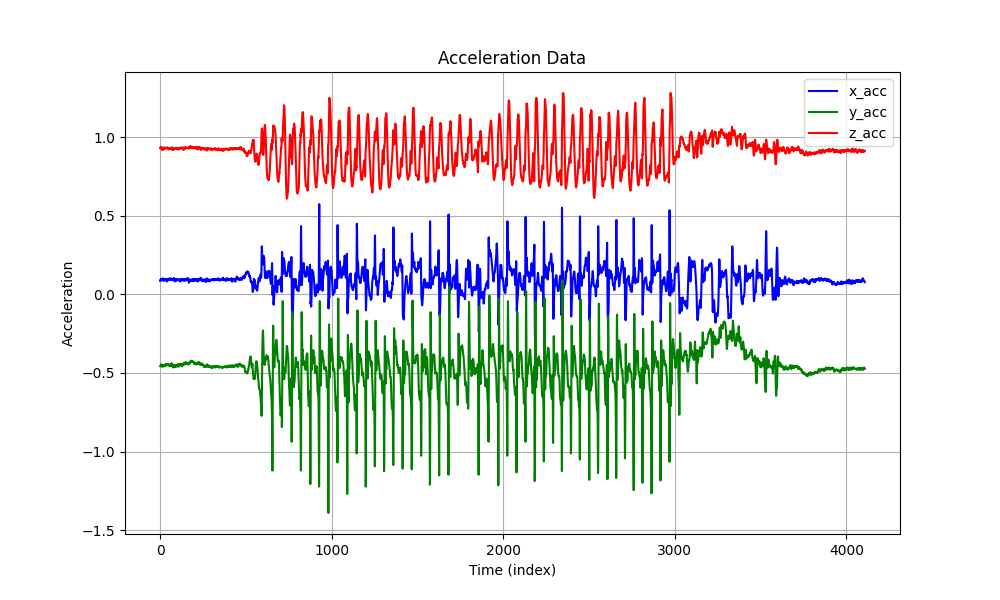 Acceleration Data
x_acc
y_acc
z_acc
1.0
0.5
0.0
−0.5
−1.0
−1.5
Acceleration
0 1000 2000 3000 4000
Time (index)